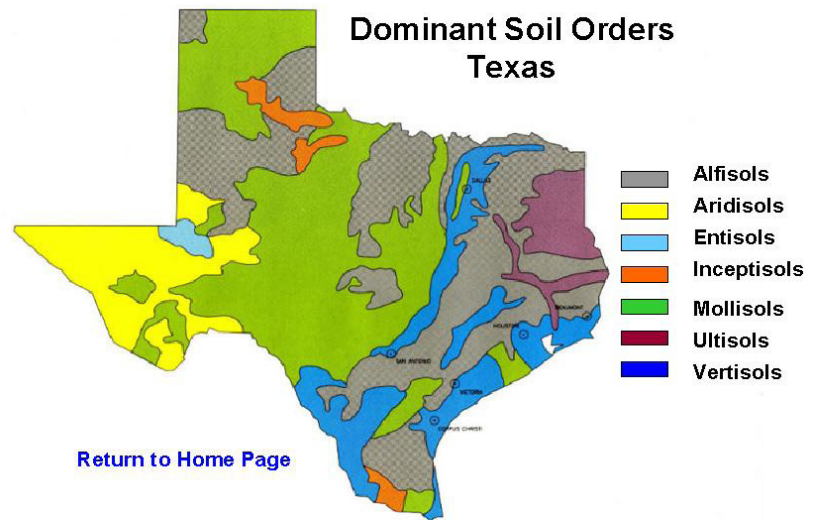 Dominant Soil Orders
Texas
Alfisols
Aridisols
Entisols
Inceptisols
Mollisols
Ultisols
Vertisols
DALLAS
BEAUMONT
HOUSTON
SAN ANTONIO
VICTORIA
CORPUS CHRISTI
Return to Home Page